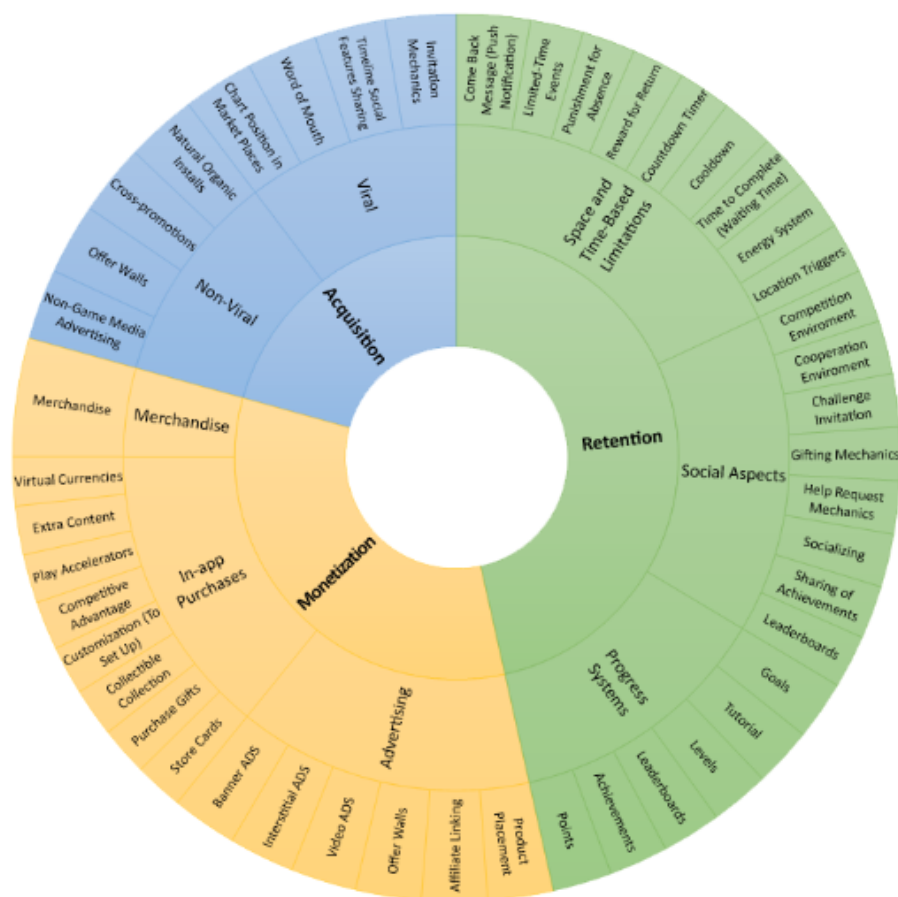 Acquisition
Viral
Invitation
Mechanics
Timeline Social
Features Sharing
Word of Mouth
Chart Position in
Market Places
Non-Viral
Natural Organic
Installs
Cross-promotions
Offer Walls
Non-Game Media
Advertising
Retention
Space and
Time-Based
Limitations
Come Back
Message (Push
Notification)
Limited-Time
Events
Punishment for
Absence
Reward for Return
Countdown Timer
Cooldown
Time to Complete
(Waiting Time)
Energy System
Location Triggers
Social Aspects
Competition
Enviroment
Cooperation
Enviroment
Challenge
Invitation
Gifting Mechanics
Help Request
Mechanics
Socializing
Sharing of
Achievements
Leaderboards
Progress
Systems
Goals
Tutorial
Levels
Leaderboards
Achievements
Points
Monetization
Advertising
Product
Placement
Affiliate Linking
Offer Walls
Video ADS
Interstitial ADS
Banner ADS
In-app
Purchases
Store Cards
Purchase Gifts
Collectible
Collection
Customization (To
Set Up)
Competitive
Advantage
Play Accelerators
Extra Content
Virtual Currencies
Merchandise
Merchandise